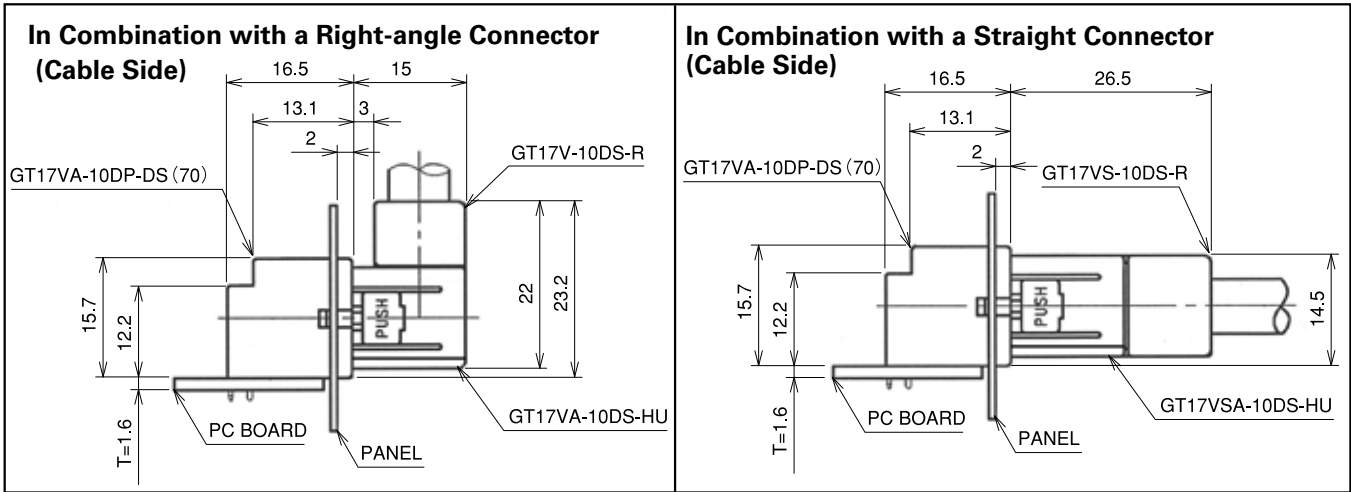 In Combination with a Right-angle Connector
(Cable Side)
16.5
15
13.1
3
2
GT17VA-10DP-DS (70)
GT17V-10DS-R
15.7
12.2
PUSH
22
23.2
T=1.6
PC BOARD
PANEL
GT17VA-10DS-HU
In Combination with a Straight Connector
(Cable Side)
16.5
26.5
13.1
2
GT17VA-10DP-DS (70)
GT17VS-10DS-R
15.7
12.2
PUSH
14.5
T=1.6
PC BOARD
PANEL
GT17VSA-10DS-HU